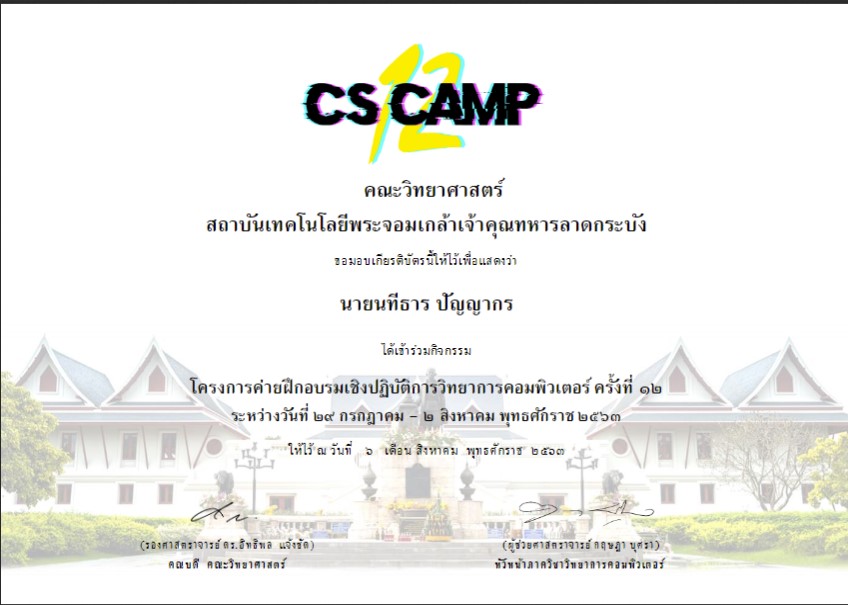 12
CS CAMP
คณะวิทยาศาสตร์
สถาบันเทคโนโลยีพระจอมเกล้าเจ้าคุณทหารลาดกระบัง
ขอมอบเกียรติบัตรนี้ให้ไว้เพื่อแสดงว่า
นายนทีธาร ปัญญากร
ได้เข้าร่วมกิจกรรม
โครงการค่ายฝึกอบรมเชิงปฏิบัติการวิทยาการคอมพิวเตอร์ ครั้งที่ ๑๒
ระหว่างวันที่ ๒๙ กรกฎาคม – ๒ สิงหาคม พุทธศักราช ๒๕๖๓
ให้ไว้ ณ วันที่ ๖ เดือน สิงหาคม พุทธศักราช ๒๕๖๓
(รองศาสตราจารย์ ดร.อิทธิพล แจ้งชัด)
คณบดี คณะวิทยาศาสตร์
(ผู้ช่วยศาสตราจารย์ กฤษฎา บุศรา)
หัวหน้าภาควิชาวิทยาการคอมพิวเตอร์